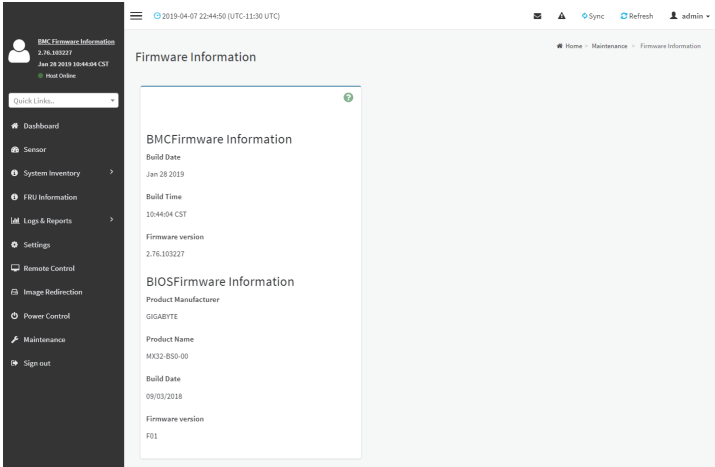 BMC Firmware Information
2.76.103227
Jan 28 2019 10:44:04 CST
Host Online
Quick Links..
Dashboard
Sensor
System Inventory
FRU Information
Logs & Reports
Settings
Remote Control
Image Redirection
Power Control
Maintenance
Sign out
2019-04-07 22:44:50 (UTC-11:30 UTC)
Sync
Refresh
admin
Firmware Information
Home > Maintenance > Firmware Information
BMCFirmware Information
Build Date
Jan 28 2019
Build Time
10:44:04 CST
Firmware version
2.76.103227
BIOSFirmware Information
Product Manufacturer
GIGABYTE
Product Name
MX32-BS0-00
Build Date
09/03/2018
Firmware version
F01